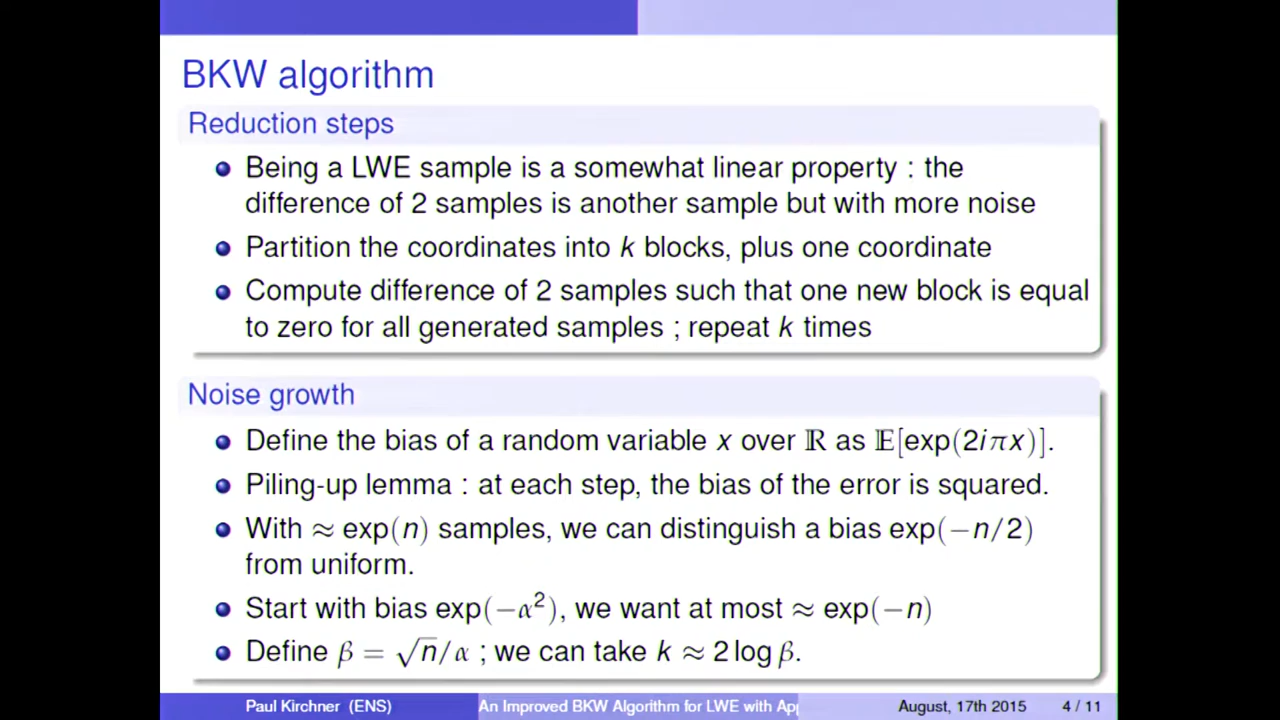 BKW algorithm
Reduction steps
Being a LWE sample is a somewhat linear property : the
difference of 2 samples is another sample but with more noise
Partition the coordinates into k blocks, plus one coordinate
Compute difference of 2 samples such that one new block is equal
to zero for all generated samples ; repeat k times
Noise growth
Define the bias of a random variable x over ℝ as 𝔼[exp(2iπx)].
Piling-up lemma : at each step, the bias of the error is squared.
With ≈ exp(n) samples, we can distinguish a bias exp(−n/2)
from uniform.
Start with bias exp(−α²), we want at most ≈ exp(−n)
Define β = √n/α ; we can take k ≈ 2 log β.
Paul Kirchner (ENS) An Improved BKW Algorithm for LWE with App August, 17th 2015 4 / 11